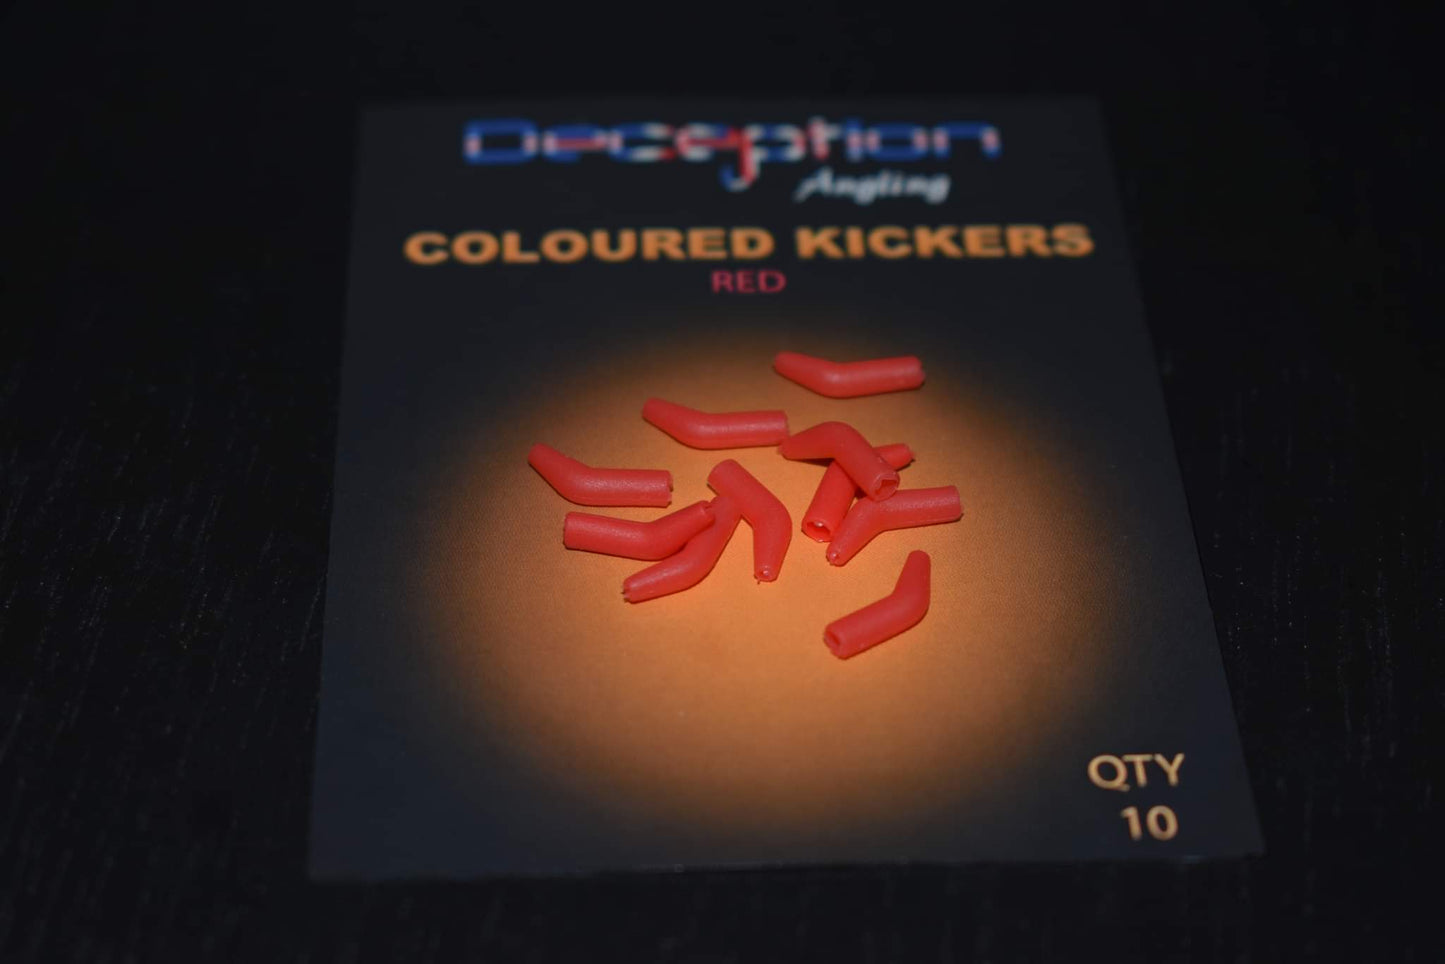 Deception
Angling
COLOURED KICKERS
RED
QTY
10